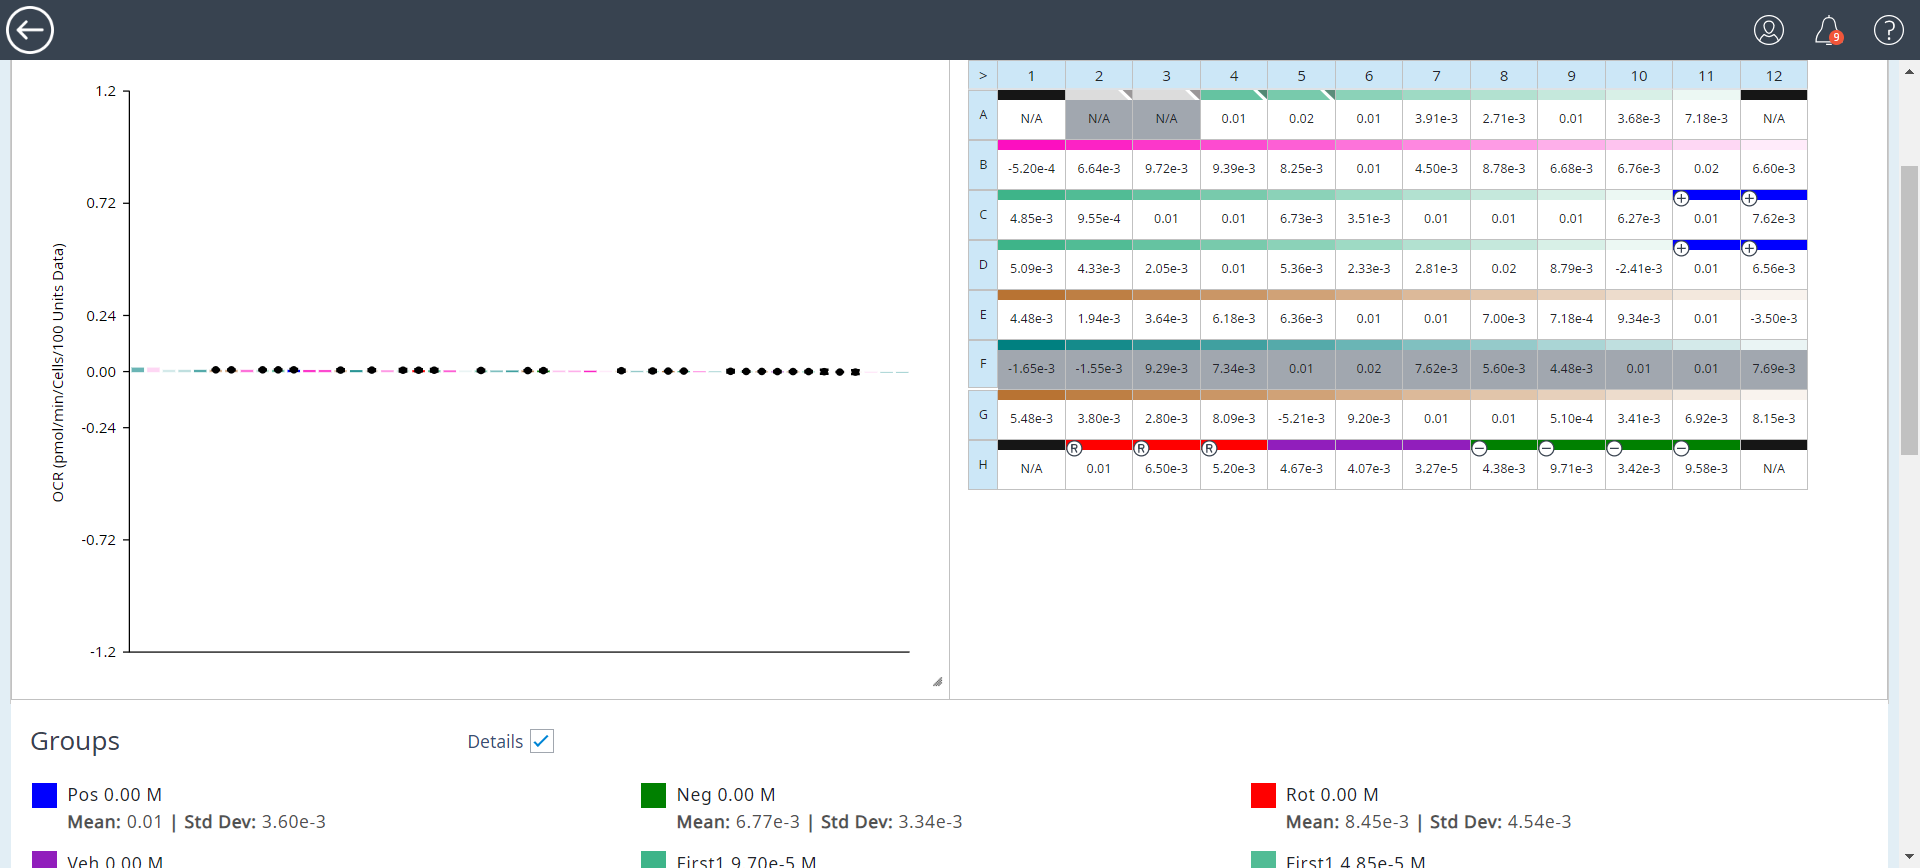 9
?
1.2
0.72
0.24
0.00
-0.24
-0.72
-1.2
OCR (pmol/min/Cells/100 Units Data)
> 1 2 3 4 5 6 7 8 9 10 11 12
A N/A N/A N/A 0.01 0.02 0.01 3.91e-3 2.71e-3 0.01 3.68e-3 7.18e-3 N/A
B -5.20e-4 6.64e-3 9.72e-3 9.39e-3 8.25e-3 0.01 4.50e-3 8.78e-3 6.68e-3 6.76e-3 0.02 6.60e-3
+ +
C 4.85e-3 9.55e-4 0.01 0.01 6.73e-3 3.51e-3 0.01 0.01 0.01 6.27e-3 0.01 7.62e-3
+ +
D 5.09e-3 4.33e-3 2.05e-3 0.01 5.36e-3 2.33e-3 2.81e-3 0.02 8.79e-3 -2.41e-3 0.01 6.56e-3
E 4.48e-3 1.94e-3 3.64e-3 6.18e-3 6.36e-3 0.01 0.01 7.00e-3 7.18e-4 9.34e-3 0.01 -3.50e-3
F -1.65e-3 -1.55e-3 9.29e-3 7.34e-3 0.01 0.02 7.62e-3 5.60e-3 4.48e-3 0.01 0.01 7.69e-3
G 5.48e-3 3.80e-3 2.80e-3 8.09e-3 -5.21e-3 9.20e-3 0.01 0.01 5.10e-4 3.41e-3 6.92e-3 8.15e-3
R R R − − − −
H N/A 0.01 6.50e-3 5.20e-3 4.67e-3 4.07e-3 3.27e-5 4.38e-3 9.71e-3 3.42e-3 9.58e-3 N/A
Groups Details
Pos 0.00 M
Mean: 0.01 | Std Dev: 3.60e-3
Neg 0.00 M
Mean: 6.77e-3 | Std Dev: 3.34e-3
Rot 0.00 M
Mean: 8.45e-3 | Std Dev: 4.54e-3
Veh 0.00 M
First1 9.70e-5 M
First1 4.85e-5 M